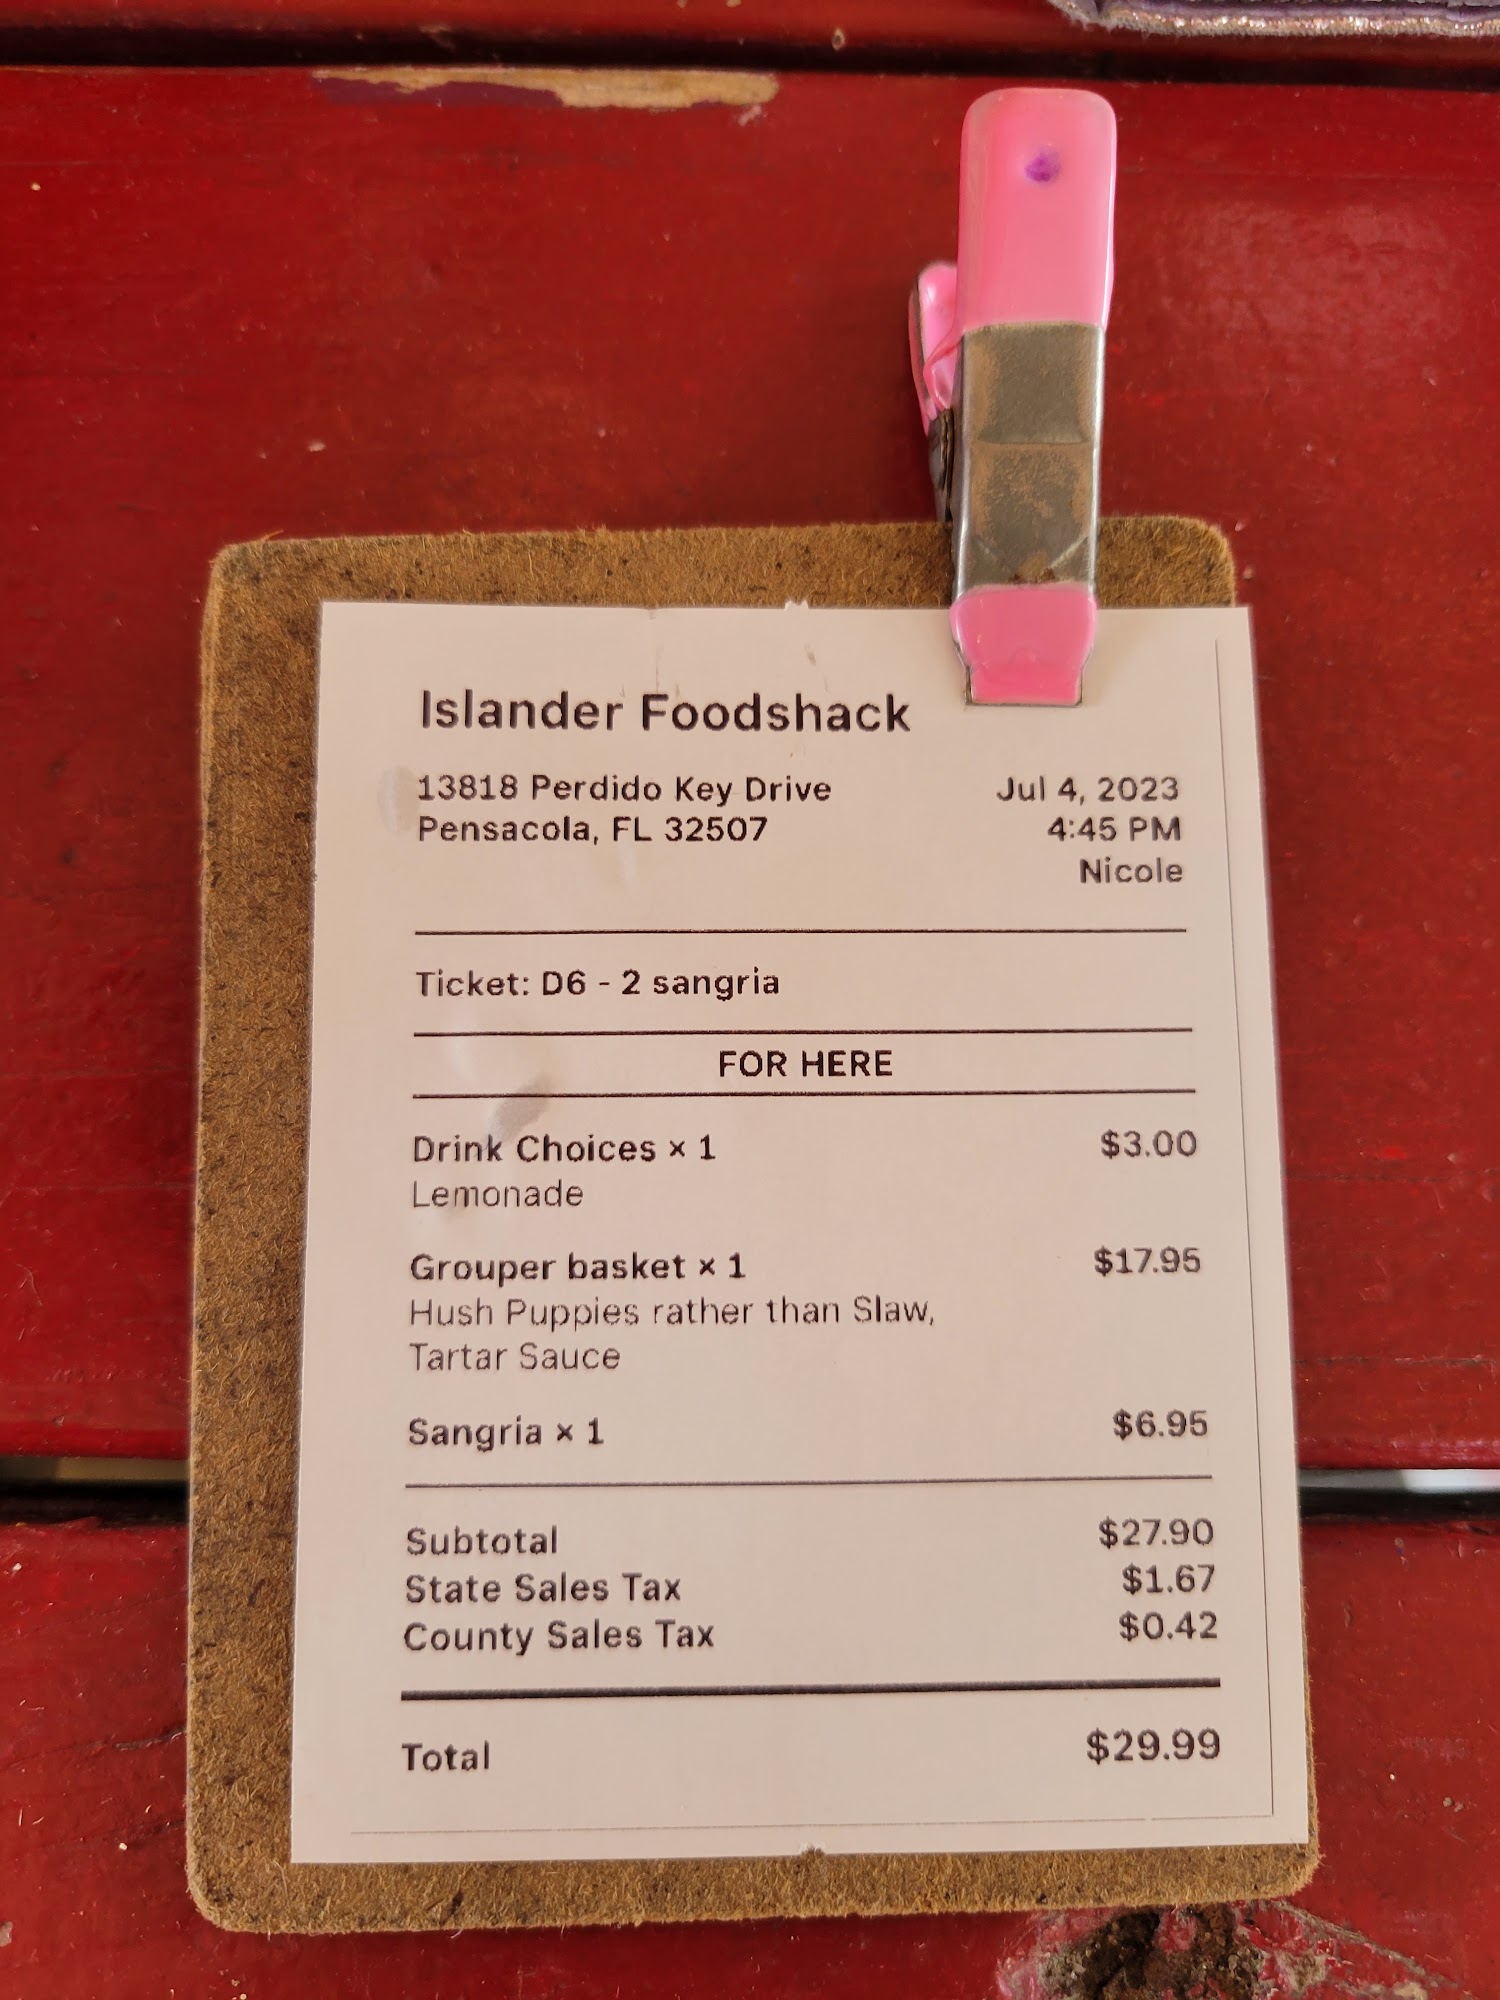 Islander Foodshack
13818 Perdido Key Drive Jul 4, 2023
Pensacola, FL 32507 4:45 PM
Nicole
Ticket: D6 - 2 sangria
FOR HERE
Drink Choices × 1 $3.00
Lemonade
Grouper basket × 1 $17.95
Hush Puppies rather than Slaw,
Tartar Sauce
Sangria × 1 $6.95
Subtotal $27.90
State Sales Tax $1.67
County Sales Tax $0.42
Total $29.99